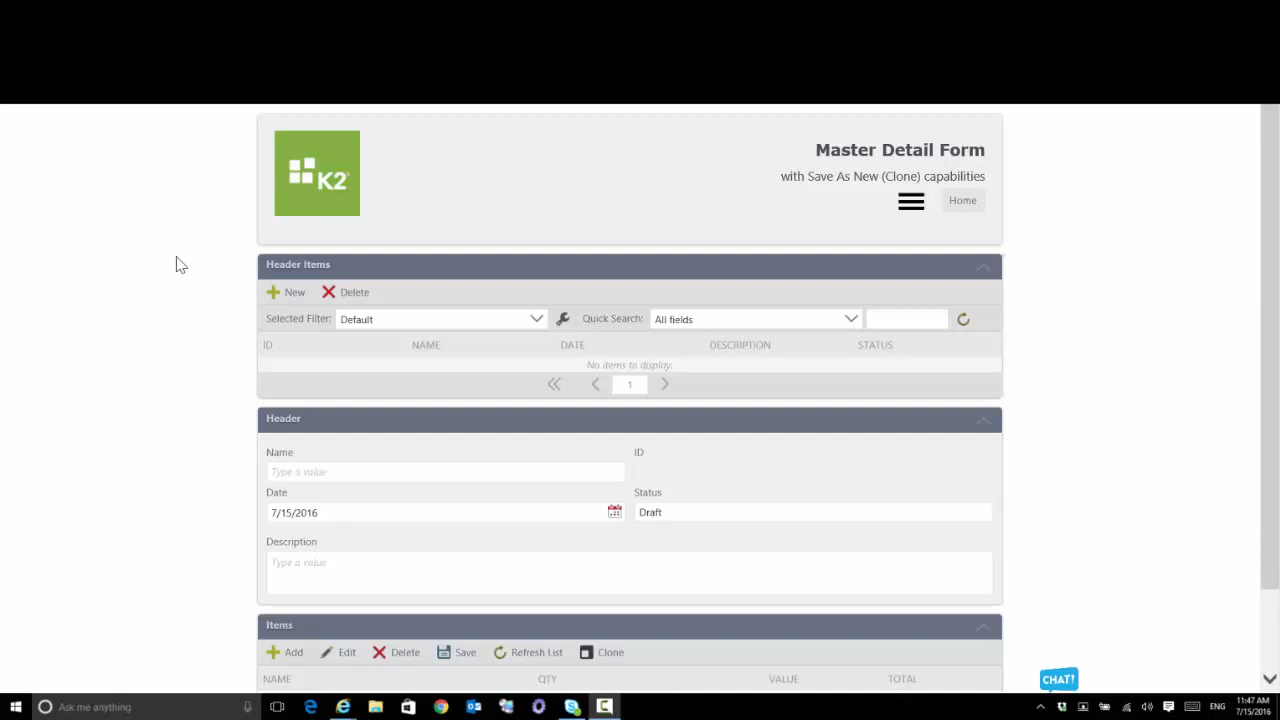 K2
Master Detail Form
with Save As New (Clone) capabilities
Home
Header Items
New Delete
Selected Filter: Default Quick Search: All fields
ID NAME DATE DESCRIPTION STATUS
No items to display.
1
Header
Name ID
Type a value
Date Status
7/15/2016 Draft
Description
Type a value
Items
Add Edit Delete Save Refresh List Clone
NAME QTY VALUE TOTAL
CHAT!
Ask me anything ENG 11:47 AM
7/15/2016